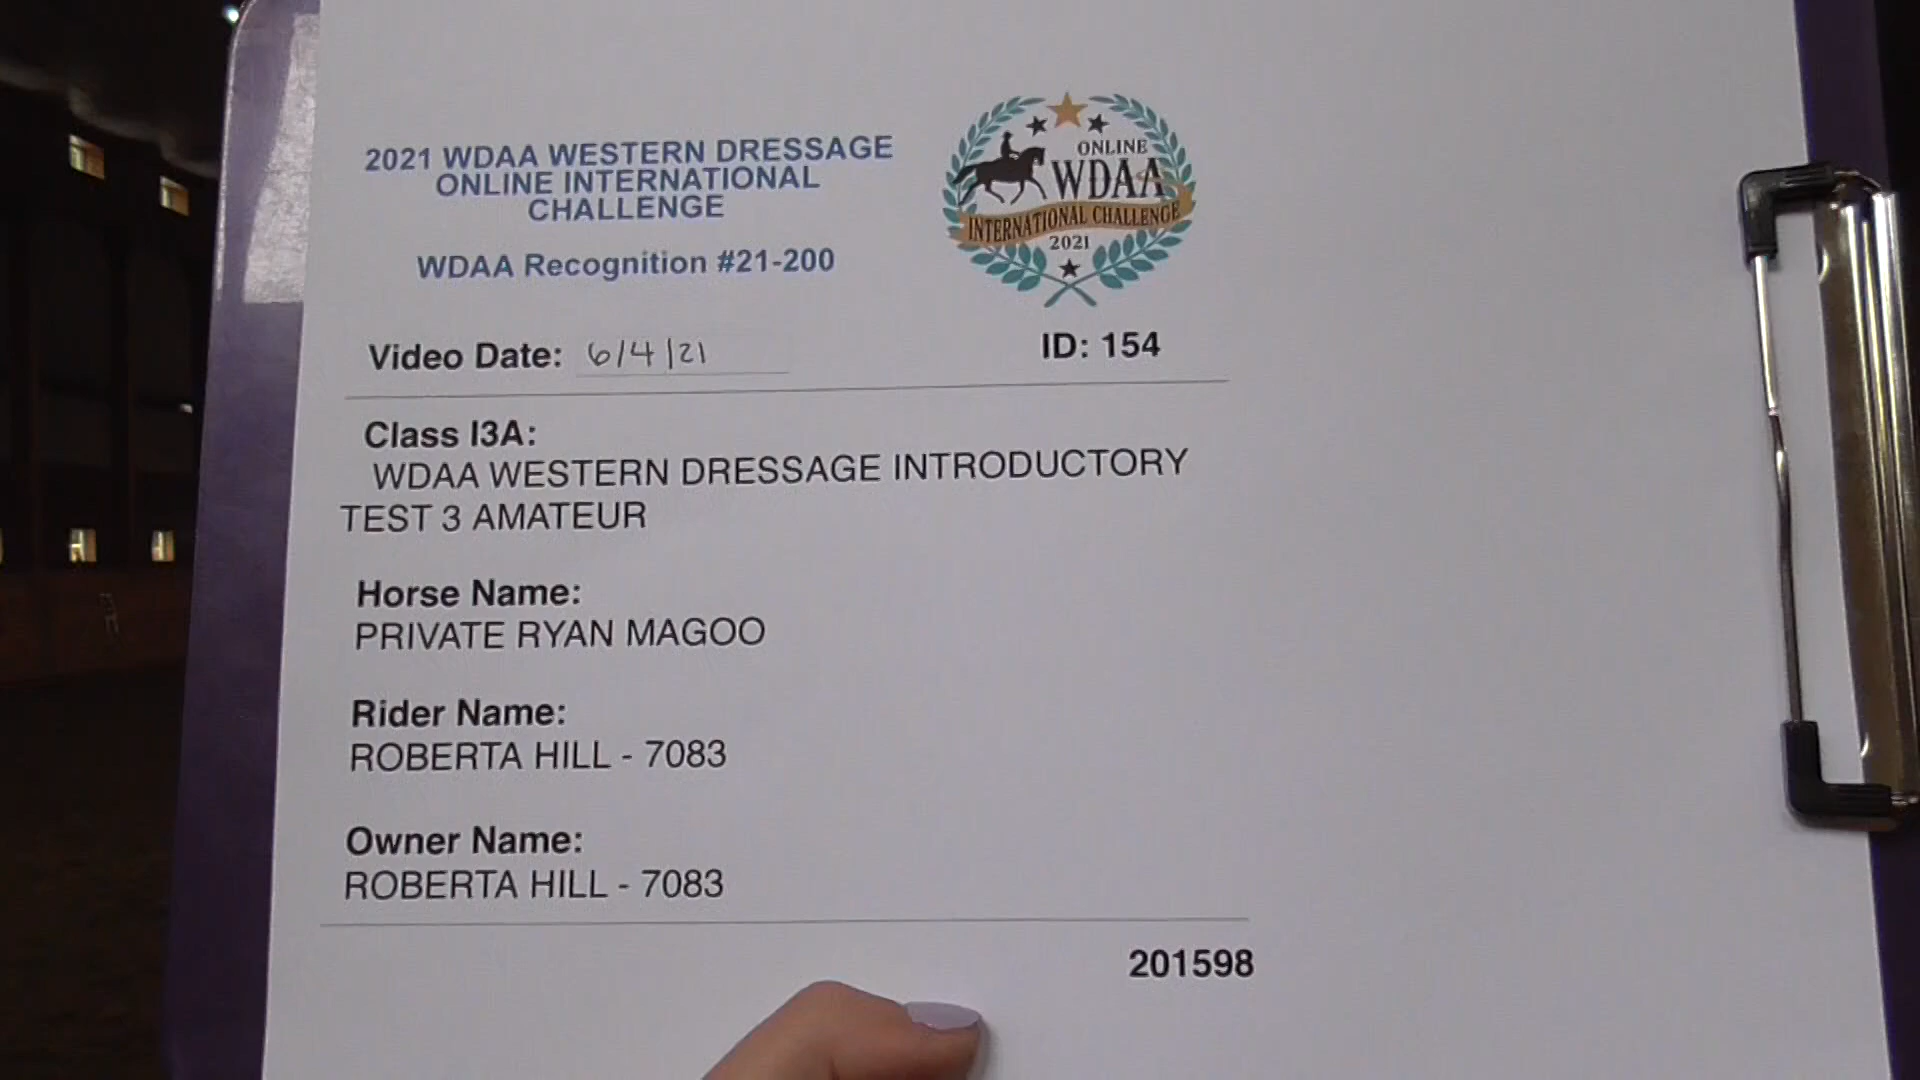 2021 WDAA WESTERN DRESSAGE
ONLINE INTERNATIONAL
CHALLENGE
WDAA Recognition #21-200
ONLINE
WDAA
INTERNATIONAL CHALLENGE
2021
Video Date: 6/4/21
ID: 154
Class I3A:
WDAA WESTERN DRESSAGE INTRODUCTORY
TEST 3 AMATEUR
Horse Name:
PRIVATE RYAN MAGOO
Rider Name:
ROBERTA HILL - 7083
Owner Name:
ROBERTA HILL - 7083
201598